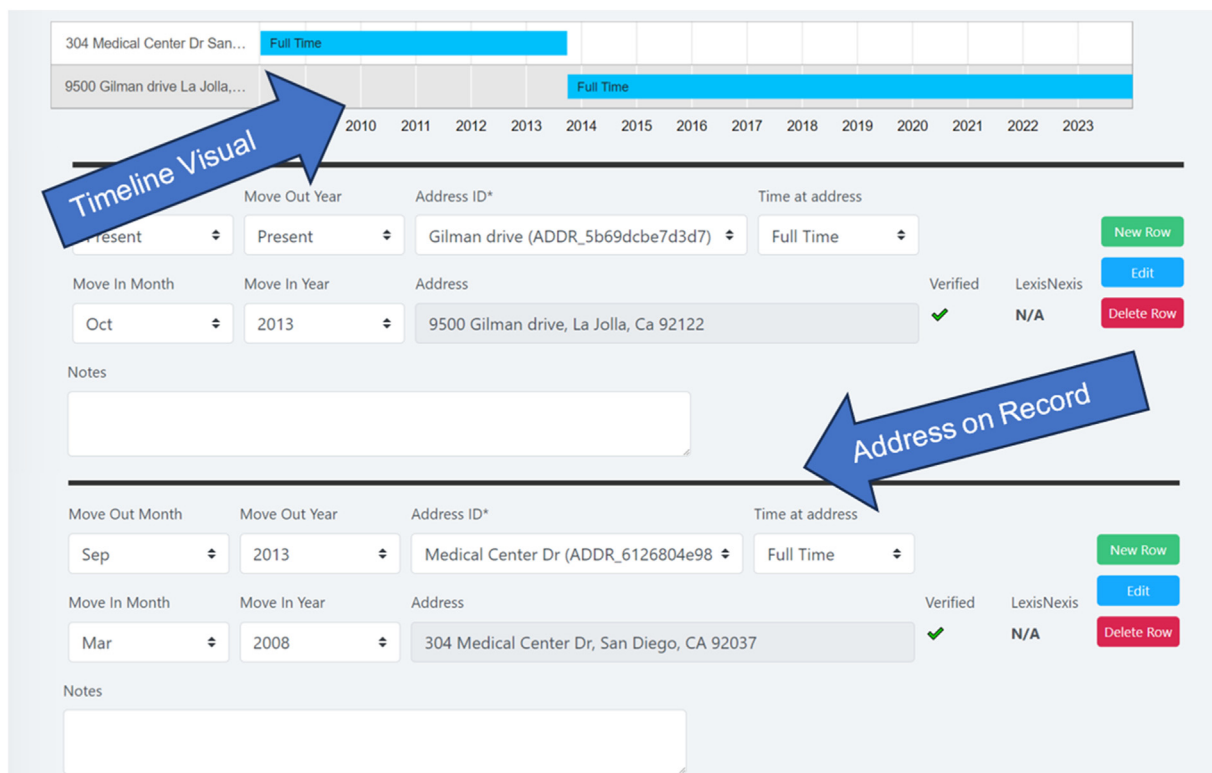 304 Medical Center Dr San...
Full Time
9500 Gilman drive La Jolla,...
Full Time
2010 2011 2012 2013 2014 2015 2016 2017 2018 2019 2020 2021 2022 2023
Timeline Visual
Move Out Year Address ID* Time at address
Present Present Gilman drive (ADDR_5b69dcbe7d3d7) Full Time
New Row
Edit
Move In Month Move In Year Address Verified LexisNexis
Oct 2013 9500 Gilman drive, La Jolla, Ca 92122 N/A
Delete Row
Notes
Address on Record
Move Out Month Move Out Year Address ID* Time at address
Sep 2013 Medical Center Dr (ADDR_6126804e98 Full Time
New Row
Edit
Move In Month Move In Year Address Verified LexisNexis
Mar 2008 304 Medical Center Dr, San Diego, CA 92037 N/A
Delete Row
Notes